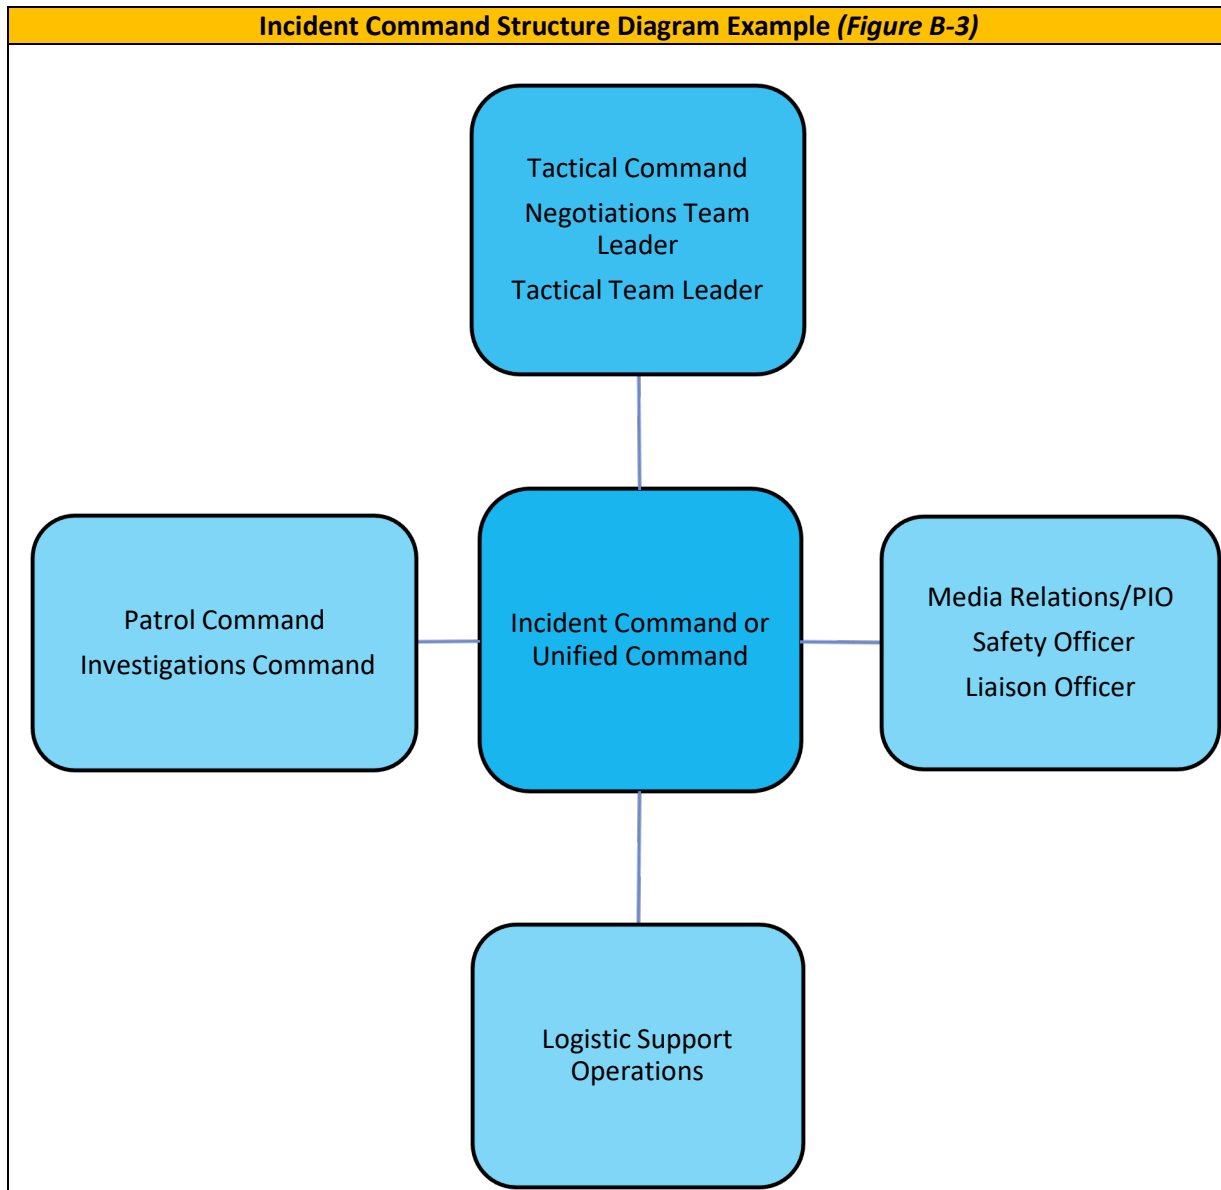 Incident Command Structure Diagram Example (Figure B-3)
Tactical Command
Negotiations Team
Leader
Tactical Team Leader
Patrol Command
Investigations Command
Incident Command or
Unified Command
Media Relations/PIO
Safety Officer
Liaison Officer
Logistic Support
Operations